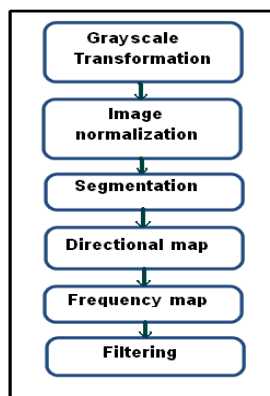 Grayscale
Transformation
Image
normalization
Segmentation
Directional map
Frequency map
Filtering